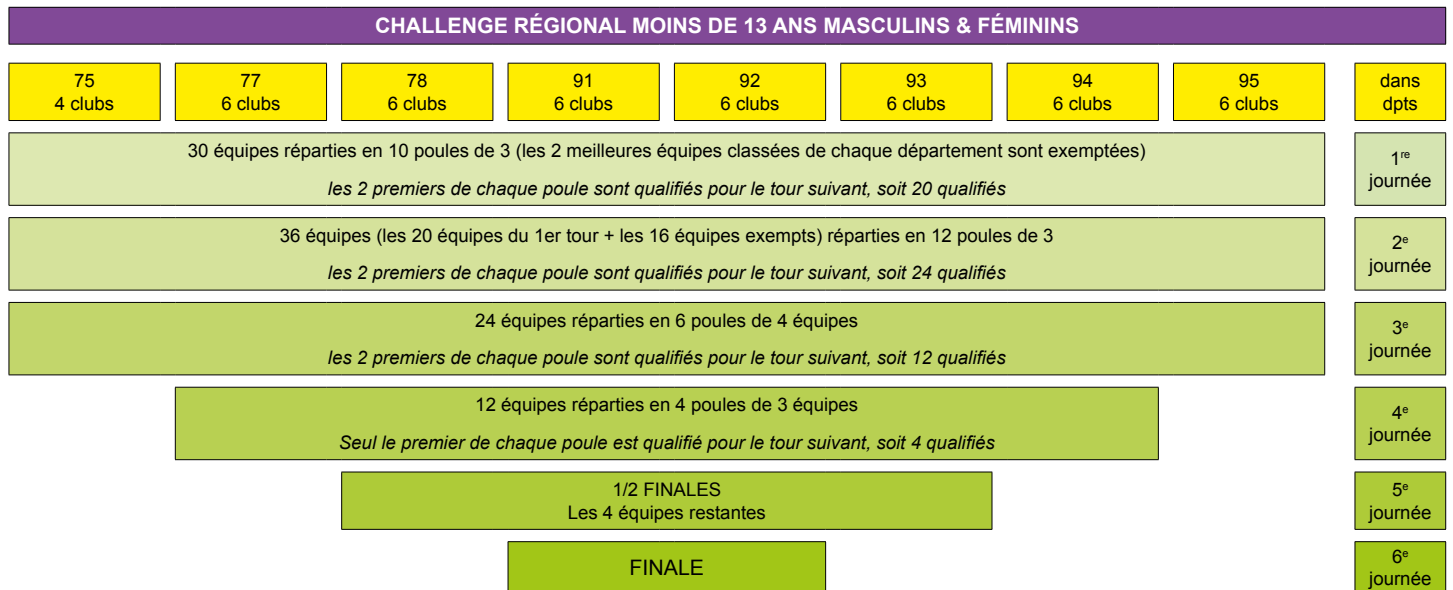 CHALLENGE RÉGIONAL MOINS DE 13 ANS MASCULINS & FÉMININS
75
4 clubs
77
6 clubs
78
6 clubs
91
6 clubs
92
6 clubs
93
6 clubs
94
6 clubs
95
6 clubs
dans
dpts
30 équipes réparties en 10 poules de 3 (les 2 meilleures équipes classées de chaque département sont exemptées)
les 2 premiers de chaque poule sont qualifiés pour le tour suivant, soit 20 qualifiés
1re
journée
36 équipes (les 20 équipes du 1er tour + les 16 équipes exempts) réparties en 12 poules de 3
les 2 premiers de chaque poule sont qualifiés pour le tour suivant, soit 24 qualifiés
2e
journée
24 équipes réparties en 6 poules de 4 équipes
les 2 premiers de chaque poule sont qualifiés pour le tour suivant, soit 12 qualifiés
3e
journée
12 équipes réparties en 4 poules de 3 équipes
Seul le premier de chaque poule est qualifié pour le tour suivant, soit 4 qualifiés
4e
journée
1/2 FINALES
Les 4 équipes restantes
5e
journée
FINALE
6e
journée